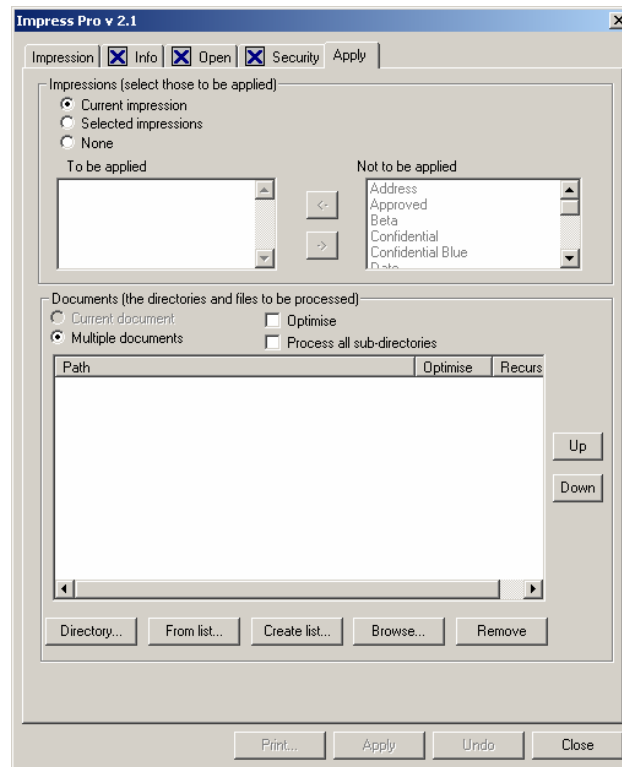 Impress Pro v 2.1
Impression Info Open Security Apply
Impressions (select those to be applied)
Current impression
Selected impressions
None
To be applied Not to be applied
<-
->
Address
Approved
Beta
Confidential
Confidential Blue
Date
Documents (the directories and files to be processed)
Current document Optimise
Multiple documents Process all sub-directories
Path Optimise Recurs
Up
Down
Directory... From list... Create list... Browse... Remove
Print... Apply Undo Close